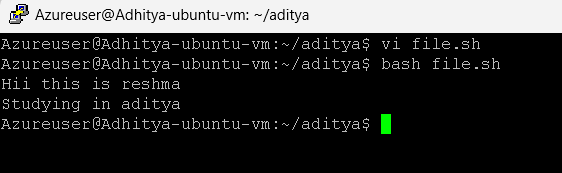 Azureuser@Adhitya-ubuntu-vm: ~/aditya
Azureuser@Adhitya-ubuntu-vm:~/aditya$ vi file.sh
Azureuser@Adhitya-ubuntu-vm:~/aditya$ bash file.sh
Hii this is reshma
Studying in aditya
Azureuser@Adhitya-ubuntu-vm:~/aditya$